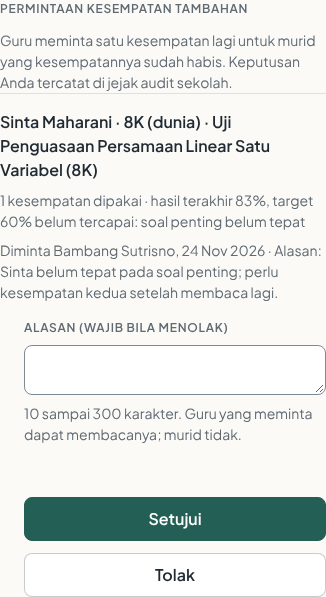 PERMINTAAN KESEMPATAN TAMBAHAN
Guru meminta satu kesempatan lagi untuk murid
yang kesempatannya sudah habis. Keputusan
Anda tercatat di jejak audit sekolah.
Sinta Maharani · 8K (dunia) · Uji
Penguasaan Persamaan Linear Satu
Variabel (8K)
1 kesempatan dipakai · hasil terakhir 83%, target
60% belum tercapai: soal penting belum tepat
Diminta Bambang Sutrisno, 24 Nov 2026 · Alasan:
Sinta belum tepat pada soal penting; perlu
kesempatan kedua setelah membaca lagi.
ALASAN (WAJIB BILA MENOLAK)
10 sampai 300 karakter. Guru yang meminta
dapat membacanya; murid tidak.
Setujui
Tolak